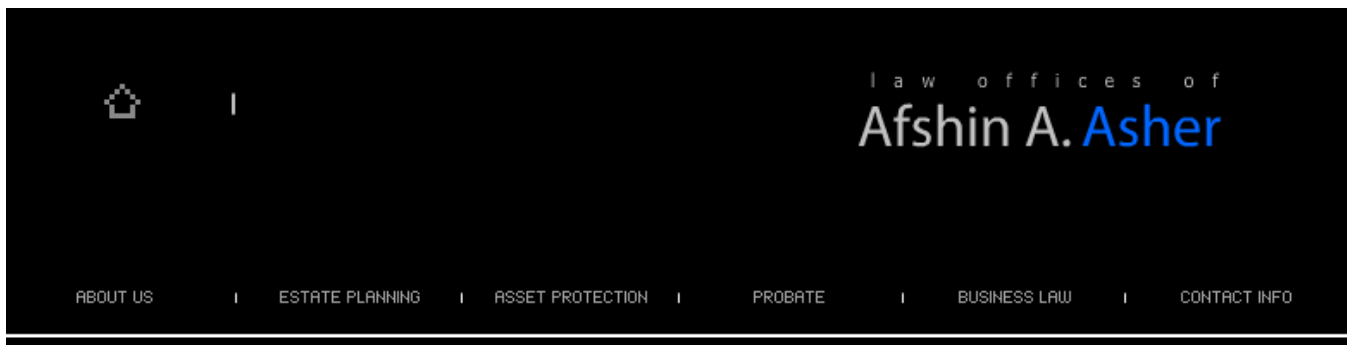 law offices of
Afshin A. Asher
ABOUT US | ESTATE PLANNING | ASSET PROTECTION | PROBATE | BUSINESS LAW | CONTACT INFO